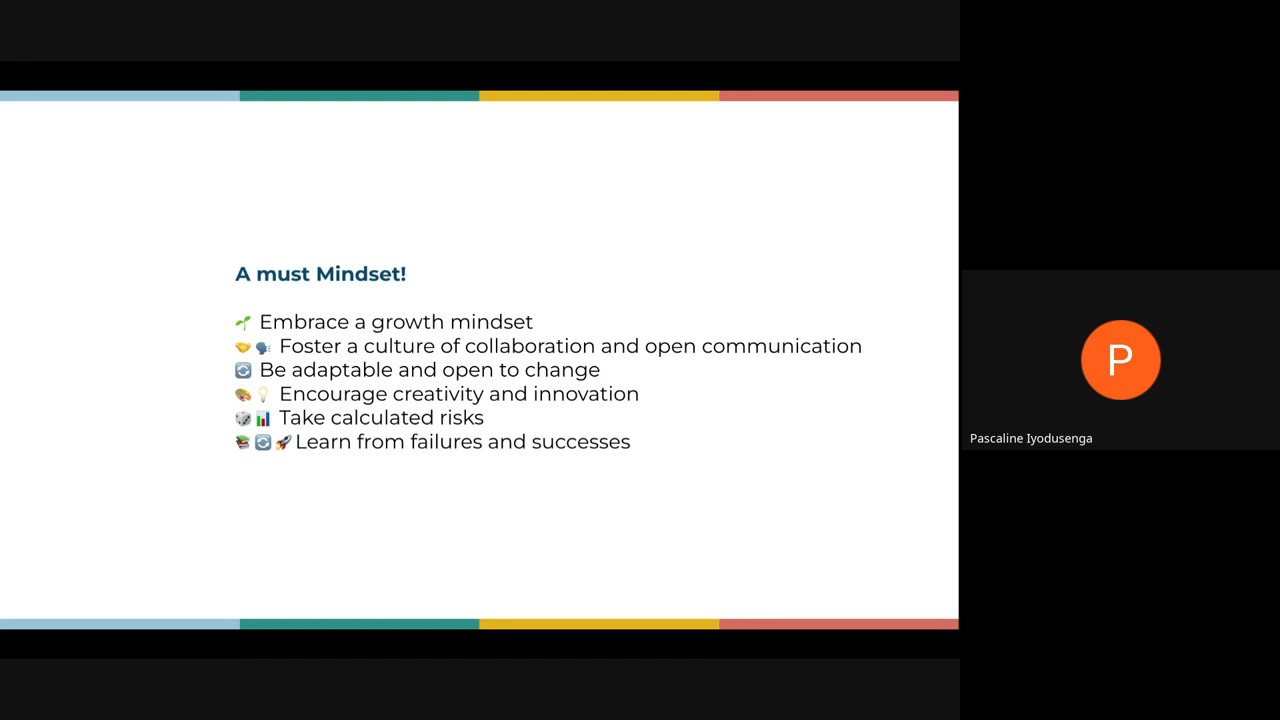 A must Mindset!
🌱 Embrace a growth mindset
🤝 🗣️ Foster a culture of collaboration and open communication
🔄 Be adaptable and open to change
🎨 💡 Encourage creativity and innovation
🎲 📊 Take calculated risks
📚 🔄 🚀 Learn from failures and successes
P
Pascaline Iyodusenga